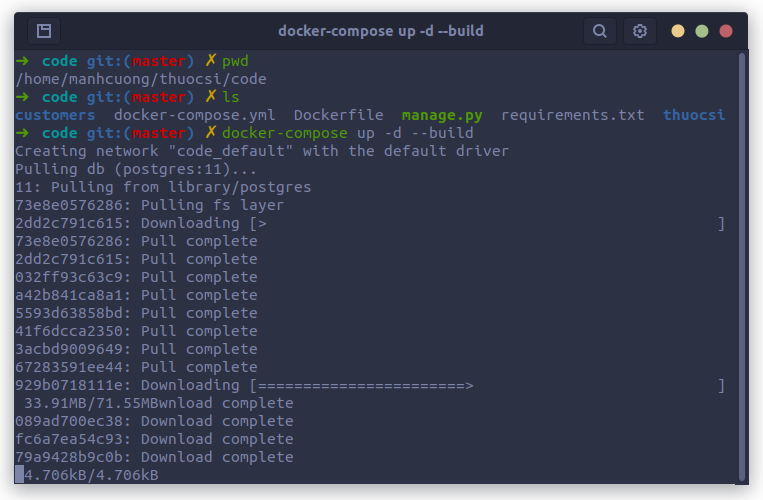 docker-compose up -d --build
➜ code git:(master) ✗ pwd
/home/manhcuong/thuocsi/code
➜ code git:(master) ✗ ls
customers docker-compose.yml Dockerfile manage.py requirements.txt thuocsi
➜ code git:(master) ✗ docker-compose up -d --build
Creating network "code_default" with the default driver
Pulling db (postgres:11)...
11: Pulling from library/postgres
73e8e0576286: Pulling fs layer
2dd2c791c615: Downloading [> ]
73e8e0576286: Pull complete
2dd2c791c615: Pull complete
032ff93c63c9: Pull complete
a42b841ca8a1: Pull complete
5593d63858bd: Pull complete
41f6dcca2350: Pull complete
3acbd9009649: Pull complete
67283591ee44: Pull complete
929b0718111e: Downloading [=======================> ]
33.91MB/71.55MBwnload complete
089ad700ec38: Download complete
fc6a7ea54c93: Download complete
79a9428b9c0b: Download complete
4.706kB/4.706kB